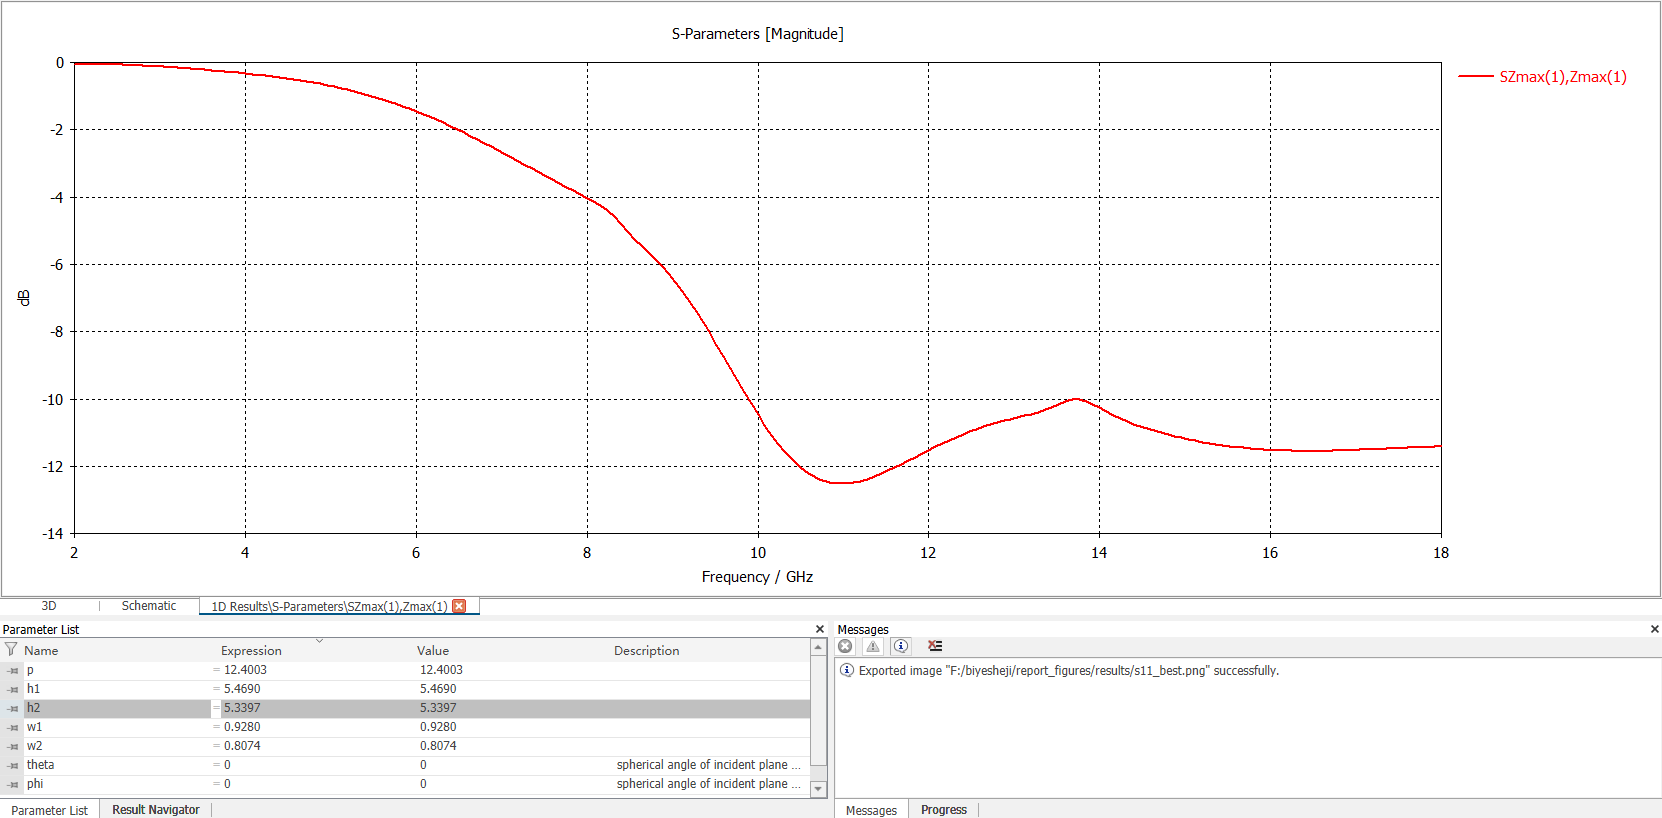 S-Parameters [Magnitude]
SZmax(1),Zmax(1)
0
-2
-4
-6
-8
-10
-12
-14
dB
2 4 6 8 10 12 14 16 18
Frequency / GHz
3D Schematic 1D Results\S-Parameters\SZmax(1),Zmax(1)
Parameter List
Name Expression Value Description
p = 12.4003 12.4003
h1 = 5.4690 5.4690
h2 = 5.3397 5.3397
w1 = 0.9280 0.9280
w2 = 0.8074 0.8074
theta = 0 0 spherical angle of incident plane ...
phi = 0 0 spherical angle of incident plane ...
Parameter List Result Navigator
Messages
Exported image "F:/biyesheji/report_figures/results/s11_best.png" successfully.
Messages Progress